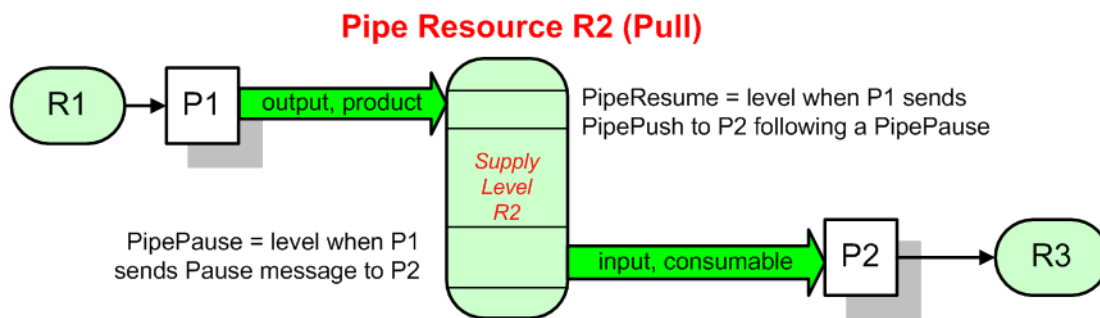 Pipe Resource R2 (Pull)
R1
P1
output, product
PipeResume = level when P1 sends
PipePush to P2 following a PipePause
Supply
Level
R2
PipePause = level when P1
sends Pause message to P2
input, consumable
P2
R3